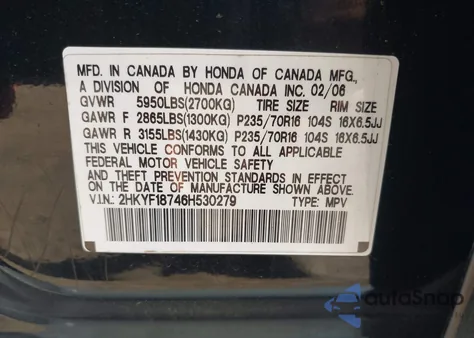 MFD. IN CANADA BY HONDA OF CANADA MFG.,
A DIVISION OF HONDA CANADA INC. 02/06
GVWR 5950LBS(2700KG) TIRE SIZE RIM SIZE
GAWR F 2865LBS(1300KG) P235/70R16 104S 16X6.5JJ
GAWR R 3155LBS(1430KG) P235/70R16 104S 16X6.5JJ
THIS VEHICLE CONFORMS TO ALL APPLICABLE
FEDERAL MOTOR VEHICLE SAFETY
AND THEFT PREVENTION STANDARDS IN EFFECT
ON THE DATE OF MANUFACTURE SHOWN ABOVE.
V.I.N.: 2HKYF18746H530279 TYPE: MPV
autoSnap